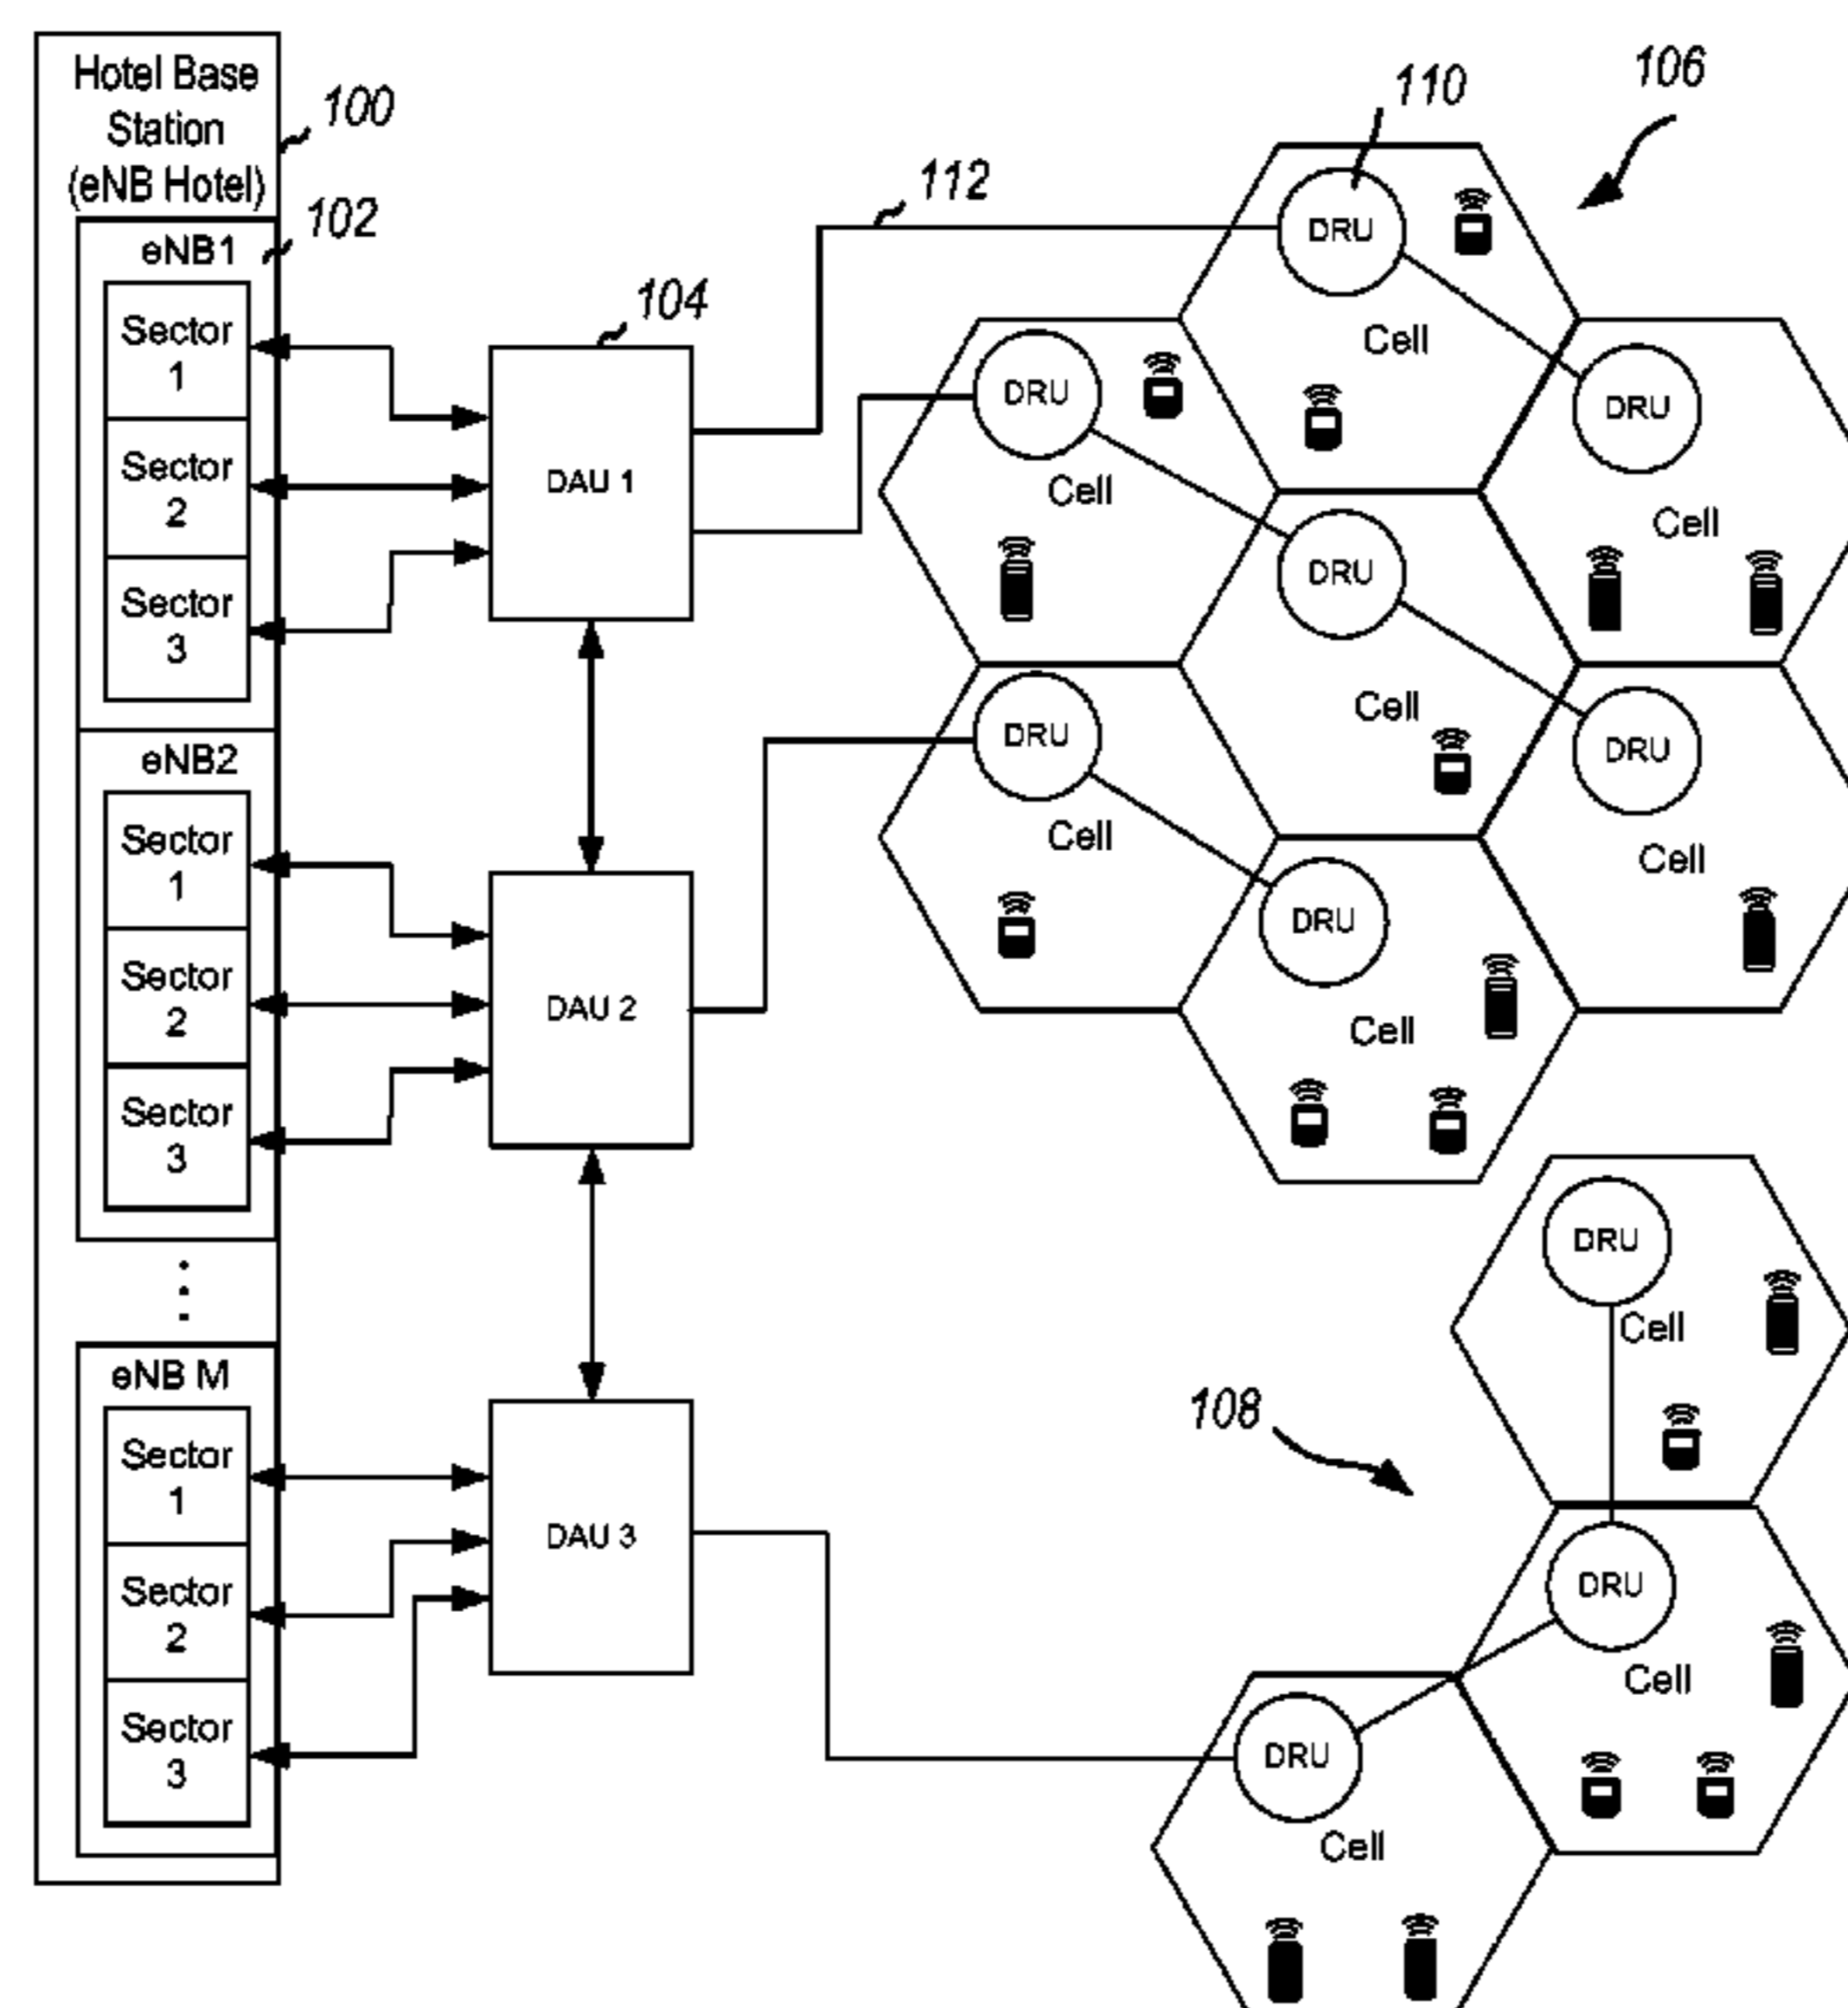 Hotel Base
Station
(eNB Hotel)
100
102
eNB1
Sector
1
Sector
2
Sector
3
eNB2
Sector
1
Sector
2
Sector
3
eNB M
Sector
1
Sector
2
Sector
3
104
DAU 1
DAU 2
DAU 3
112
110
106
DRU
Cell
DRU
Cell
DRU
Cell
DRU
Cell
DRU
Cell
DRU
Cell
DRU
Cell
108
DRU
Cell
DRU
Cell
DRU
Cell